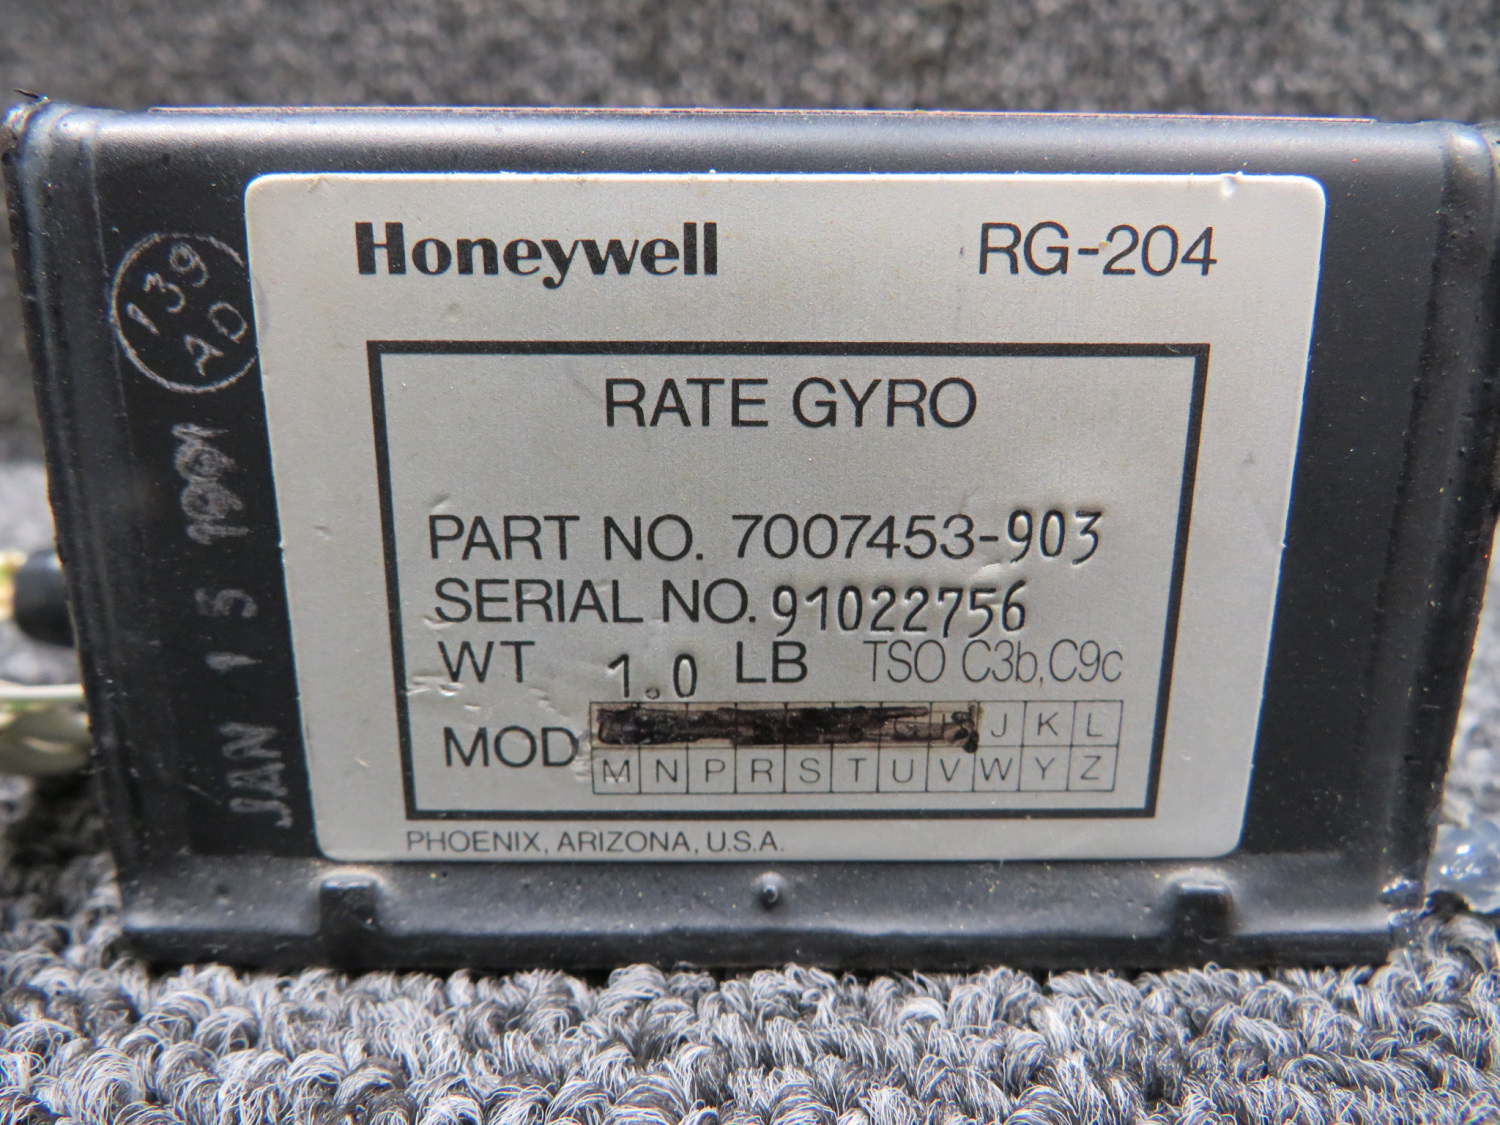 Honeywell RG-204
RATE GYRO
PART NO. 7007453-903
SERIAL NO. 91022756
WT 1.0 LB TSO C3b, C9c
MOD J K L
M N P R S T U V W Y Z
PHOENIX, ARIZONA, U.S.A.
139
AD
JAN 15 1991